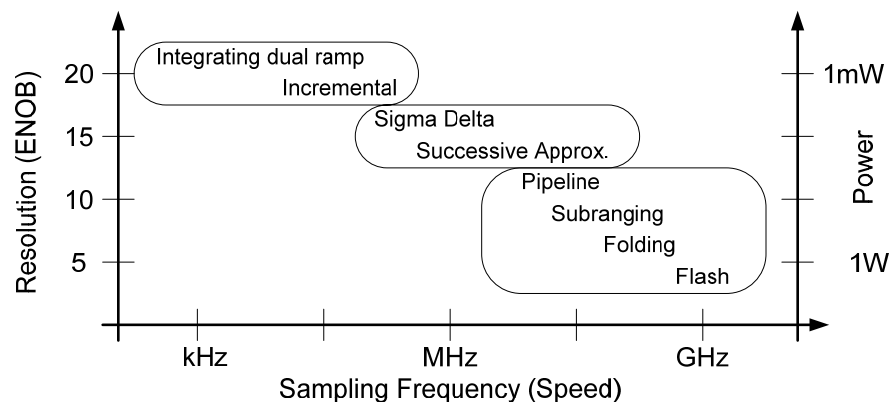 Integrating dual ramp
Incremental
Sigma Delta
Successive Approx.
Pipeline
Subranging
Folding
Flash
Resolution (ENOB)
20
15
10
5
1mW
1W
Power
kHz
MHz
GHz
Sampling Frequency (Speed)